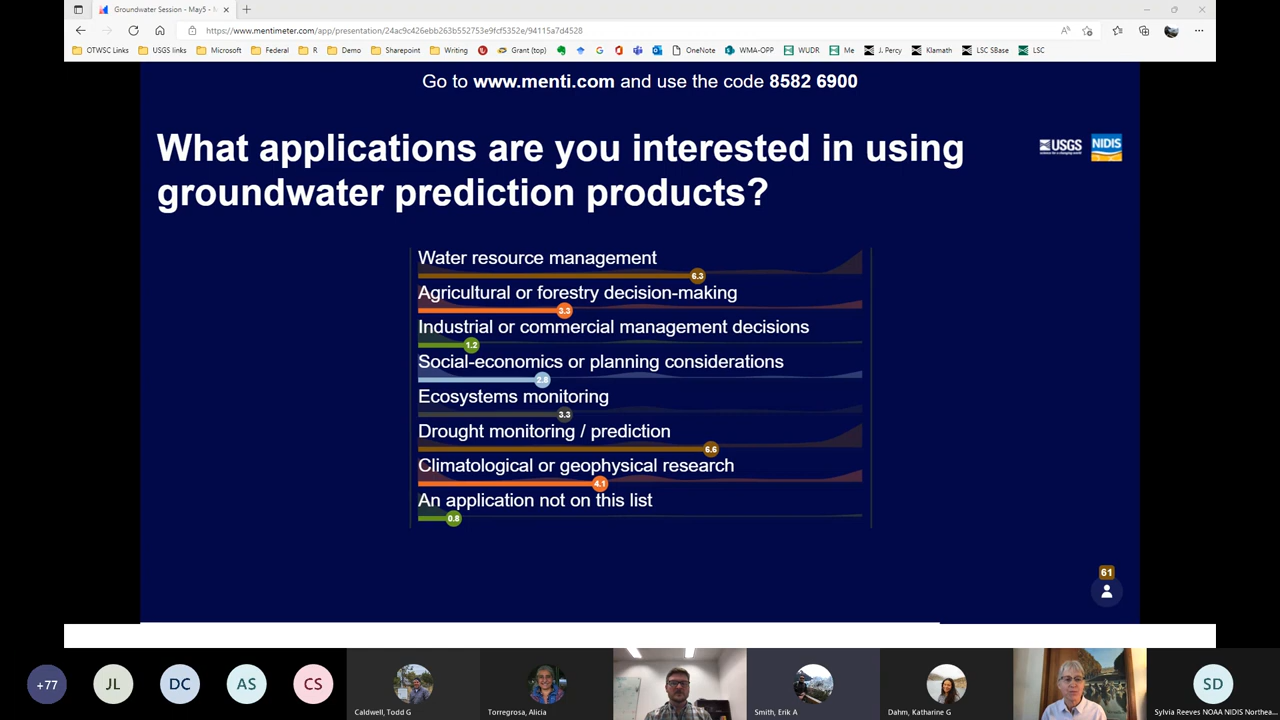 Groundwater Session - May5 -
https://www.mentimeter.com/app/presentation/24ac9c426ebb263b552753e9fcf5352e/94115a7d4528
OTWSC Links USGS links Microsoft Federal R Demo Sharepoint Writing Grant (top) OneNote WMA-OPP WUDR Me J. Percy Klamath LSC SBase LSC
Go to www.menti.com and use the code 8582 6900
What applications are you interested in using
groundwater prediction products?
USGS
NIDIS
Water resource management
6.3
Agricultural or forestry decision-making
3.3
Industrial or commercial management decisions
1.2
Social-economics or planning considerations
2.8
Ecosystems monitoring
3.3
Drought monitoring / prediction
6.6
Climatological or geophysical research
4.1
An application not on this list
0.8
61
+77 JL DC AS CS SD
Caldwell, Todd G Torregrosa, Alicia Smith, Erik A Dahm, Katharine G Sylvia Reeves NOAA NIDIS Northea...